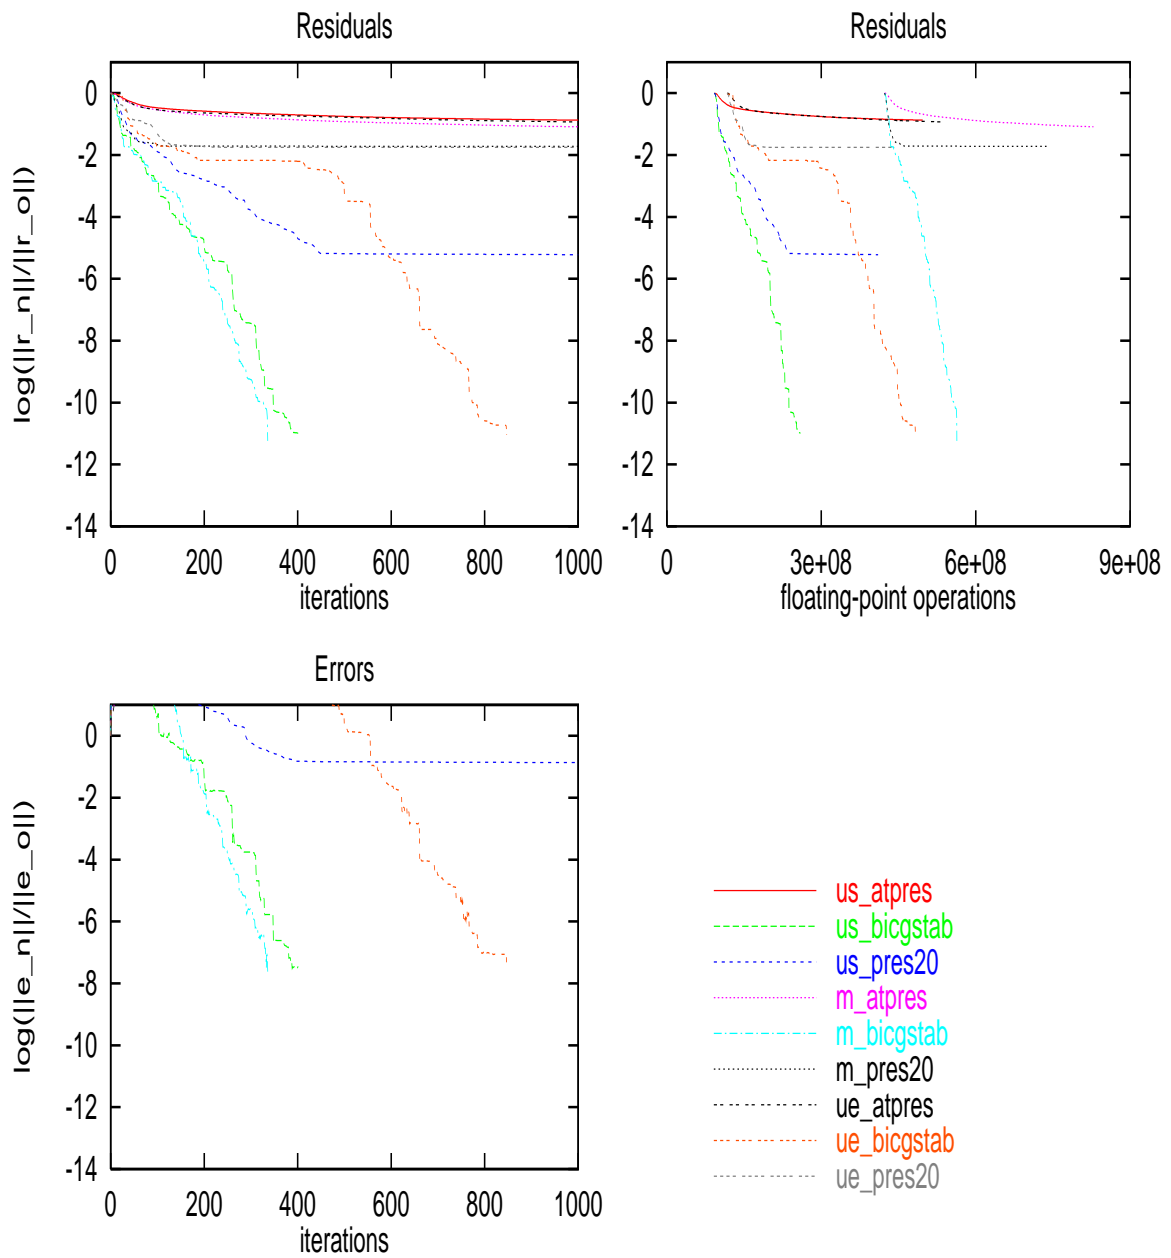 Residuals
Residuals
log(||r_n||/||r_o||)
0
-2
-4
-6
-8
-10
-12
-14
0 200 400 600 800 1000
iterations
0
-2
-4
-6
-8
-10
-12
-14
0 3e+08 6e+08 9e+08
floating-point operations
Errors
log(||e_n||/||e_o||)
0
-2
-4
-6
-8
-10
-12
-14
0 200 400 600 800 1000
iterations
us_atpres
us_bicgstab
us_pres20
m_atpres
m_bicgstab
m_pres20
ue_atpres
ue_bicgstab
ue_pres20